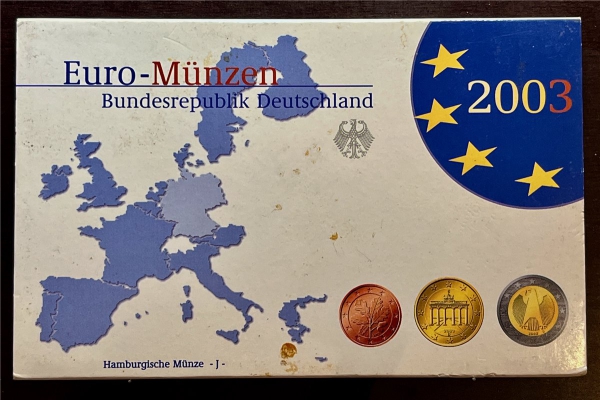 Euro-Münzen
Bundesrepublik Deutschland
2003
Hamburgische Münze - J -